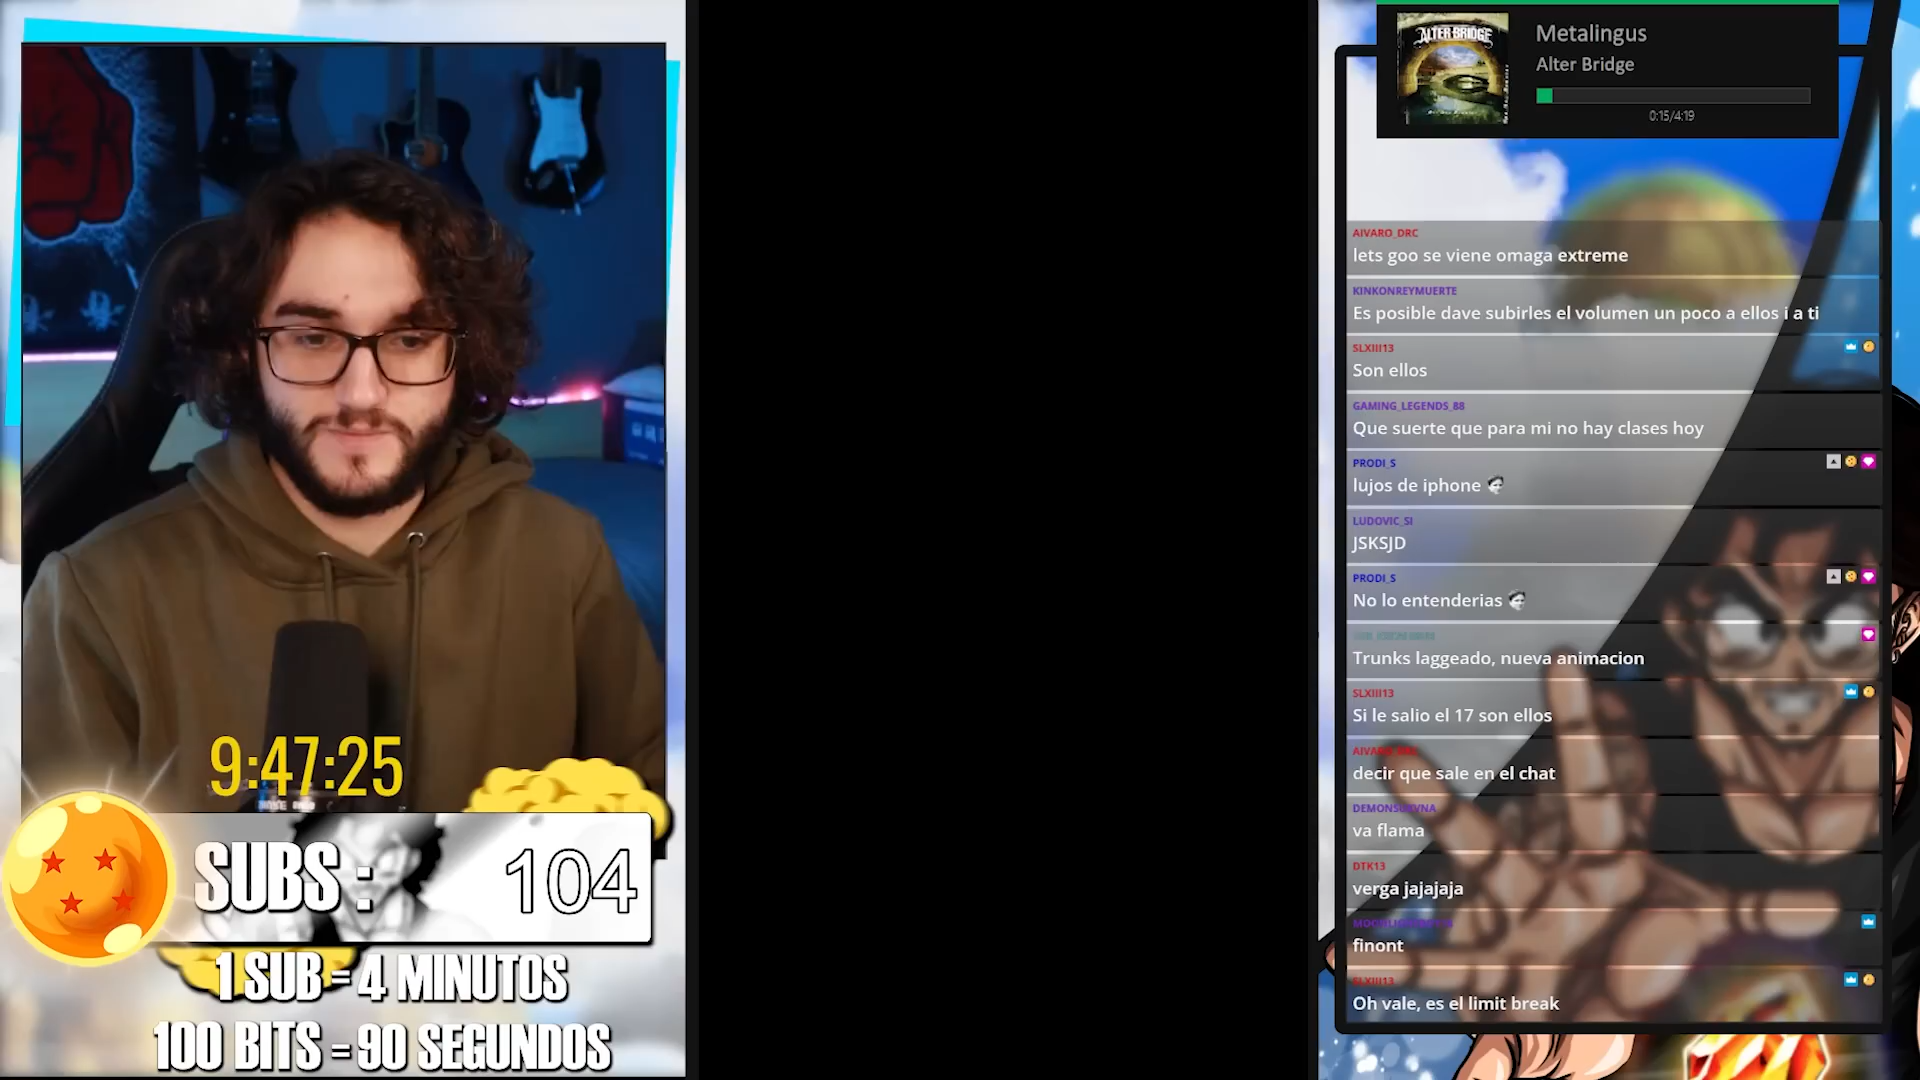 9:47:25
SUBS :
104
1 SUB = 4 MINUTOS
100 BITS = 90 SEGUNDOS
ALTER BRIDGE
Metalingus
Alter Bridge
0:15/4:19
AIVARO_DRC
lets goo se viene omaga extreme
KINKONREYMUERTE
Es posible dave subirles el volumen un poco a ellos i a ti
SLXIII13
Son ellos
GAMING_LEGENDS_88
Que suerte que para mi no hay clases hoy
PRODI_S
lujos de iphone
LUDOVIC_SI
JSKSJD
PRODI_S
No lo entenderias
Trunks laggeado, nueva animacion
SLXIII13
Si le salio el 17 son ellos
decir que sale en el chat
va flama
DTK13
verga jajajaja
finont
SLXIII13
Oh vale, es el limit break